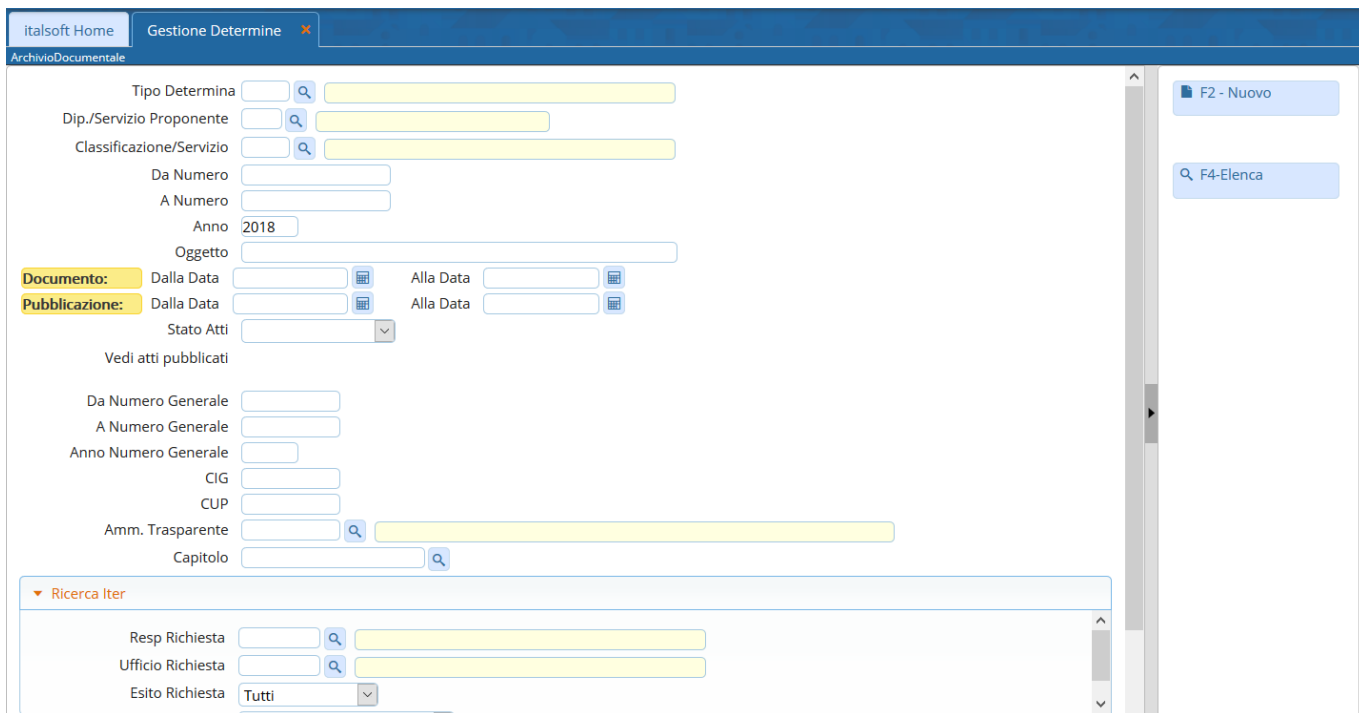 italsoft Home Gestione Determine ×
ArchivioDocumentale
Tipo Determina
F2 - Nuovo
Dip./Servizio Proponente
Classificazione/Servizio
Da Numero
F4-Elenca
A Numero
Anno 2018
Oggetto
Documento: Dalla Data Alla Data
Pubblicazione: Dalla Data Alla Data
Stato Atti
Vedi atti pubblicati
Da Numero Generale
A Numero Generale
Anno Numero Generale
CIG
CUP
Amm. Trasparente
Capitolo
Ricerca Iter
Resp Richiesta
Ufficio Richiesta
Esito Richiesta Tutti